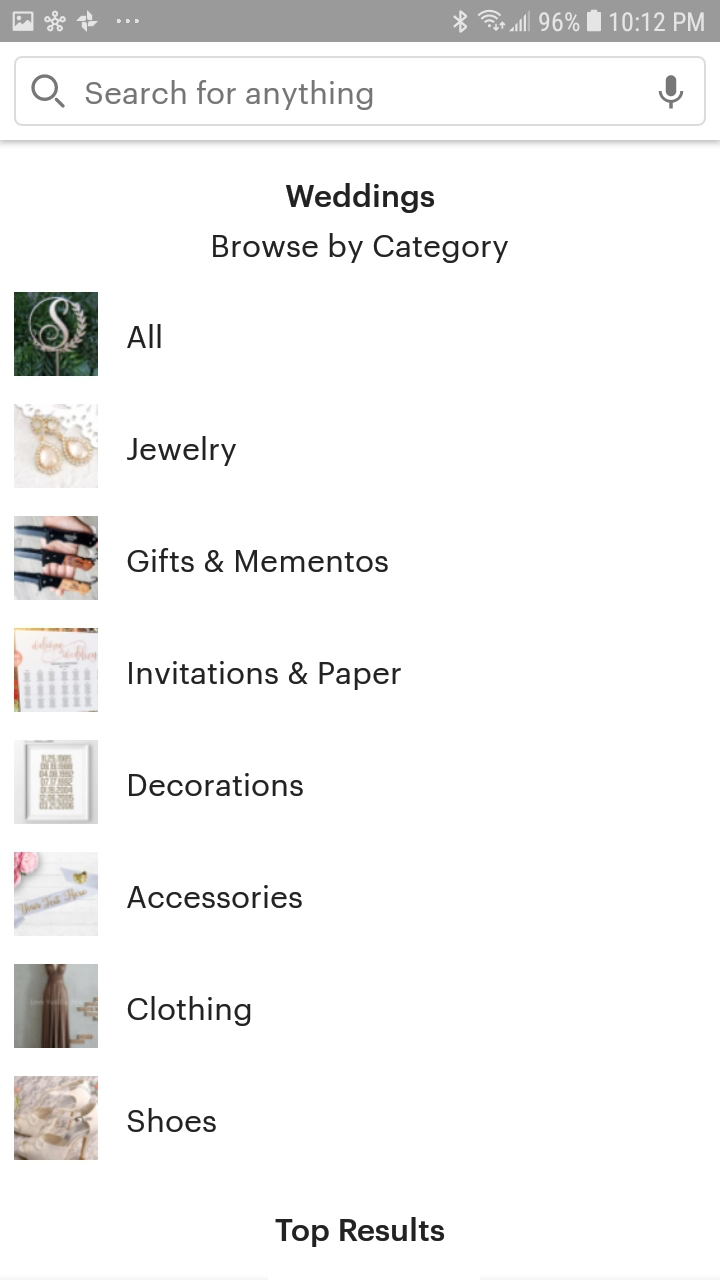 96% 10:12 PM
Search for anything
Weddings
Browse by Category
All
Jewelry
Gifts & Mementos
Invitations & Paper
Decorations
Accessories
Clothing
Shoes
Top Results